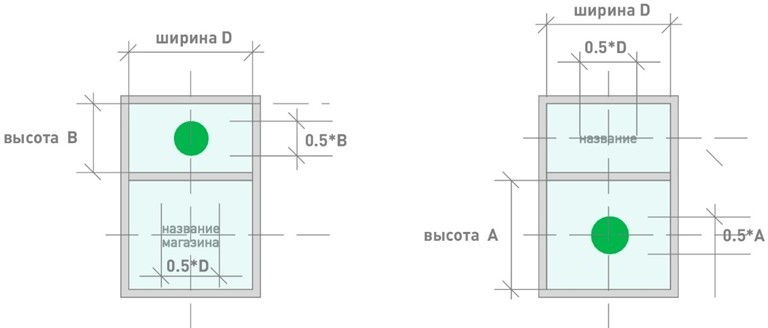 ширина D
высота B
0.5*B
название
магазина
0.5*D
ширина D
0.5*D
название
высота A
0.5*A